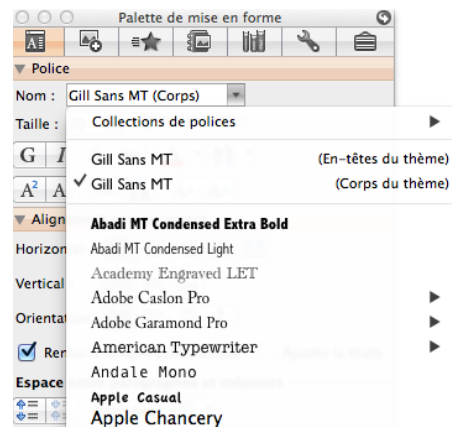 Palette de mise en forme
Police
Nom : Gill Sans MT (Corps)
Taille :
Collections de polices
G I
Gill Sans MT (En-têtes du thème)
A² A ✓ Gill Sans MT (Corps du thème)
Align
Abadi MT Condensed Extra Bold
Horizon
Abadi MT Condensed Light
Academy Engraved LET
Vertical
Adobe Caslon Pro
Orientat
Adobe Garamond Pro
Ren
American Typewriter
Andale Mono
Espace
Apple Casual
Apple Chancery